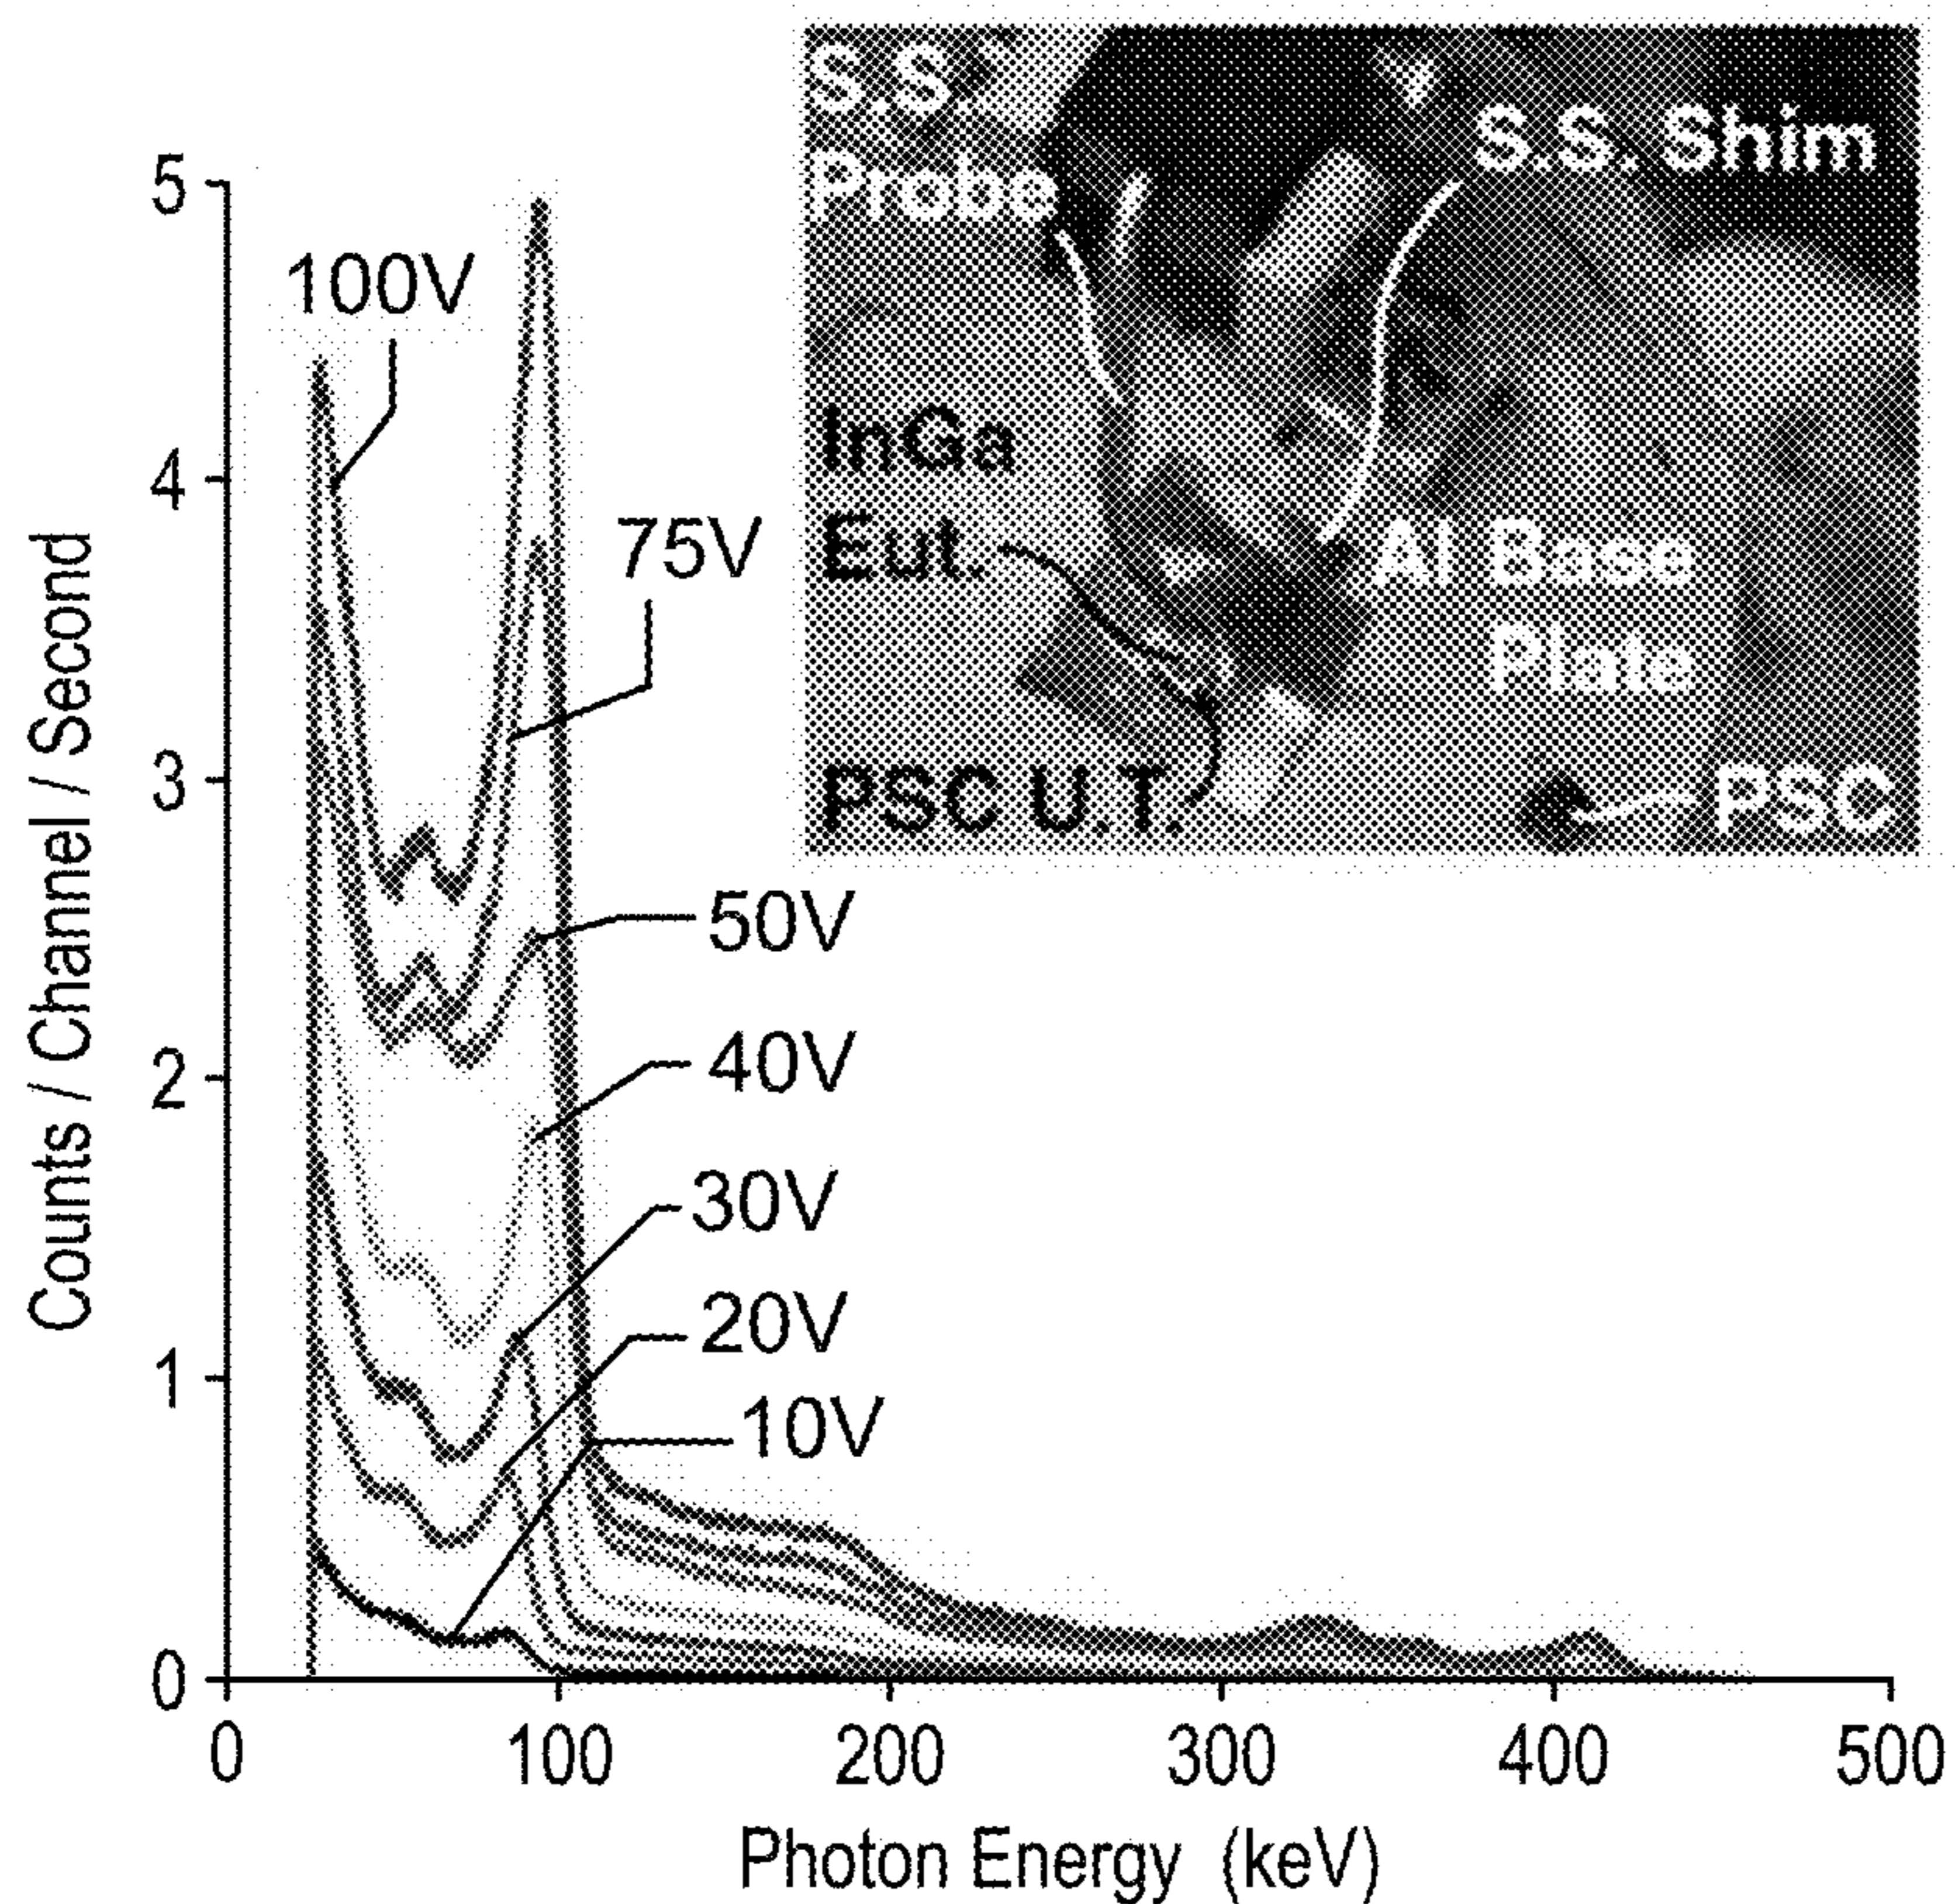 S.S.
Probe
S.S. Shim
InGa
Eut.
Al Base
Plate
PSC U.T.
PSC
5
4
3
2
1
0
Counts / Channel / Second
100V
75V
50V
40V
30V
20V
10V
0 100 200 300 400 500
Photon Energy (keV)